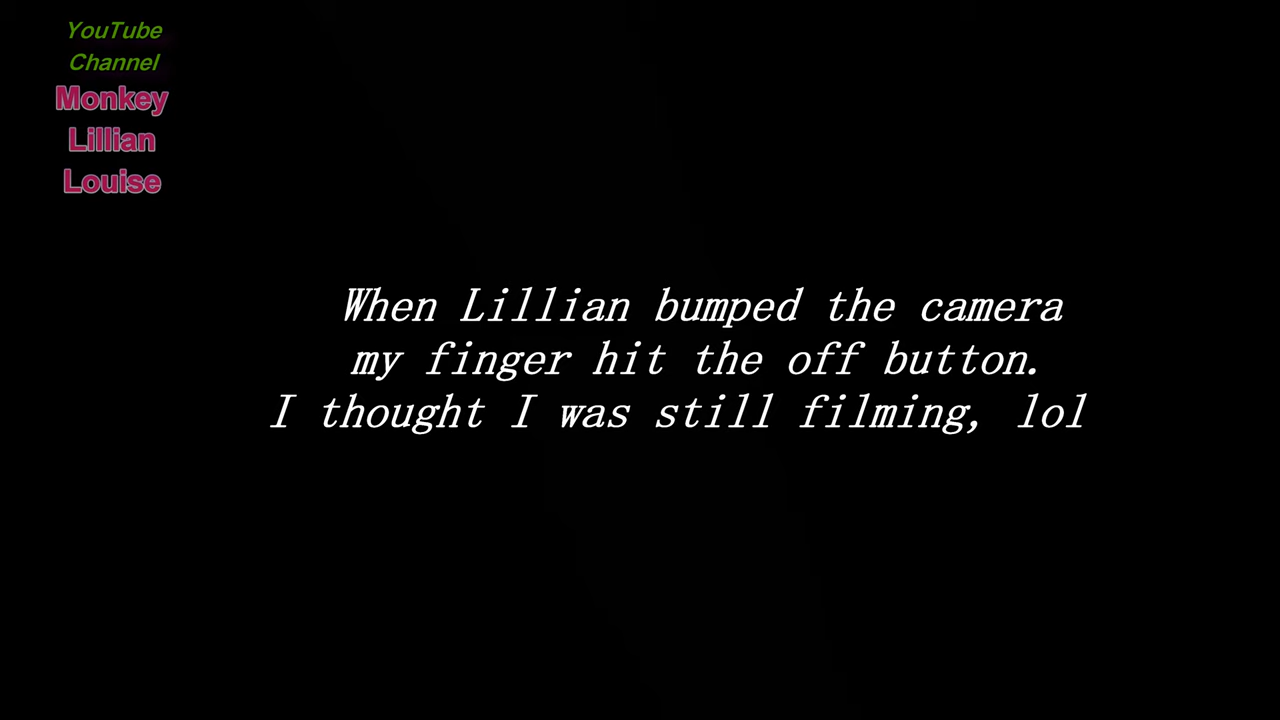 YouTube
Channel
Monkey
Lillian
Louise
When Lillian bumped the camera
my finger hit the off button.
I thought I was still filming, lol